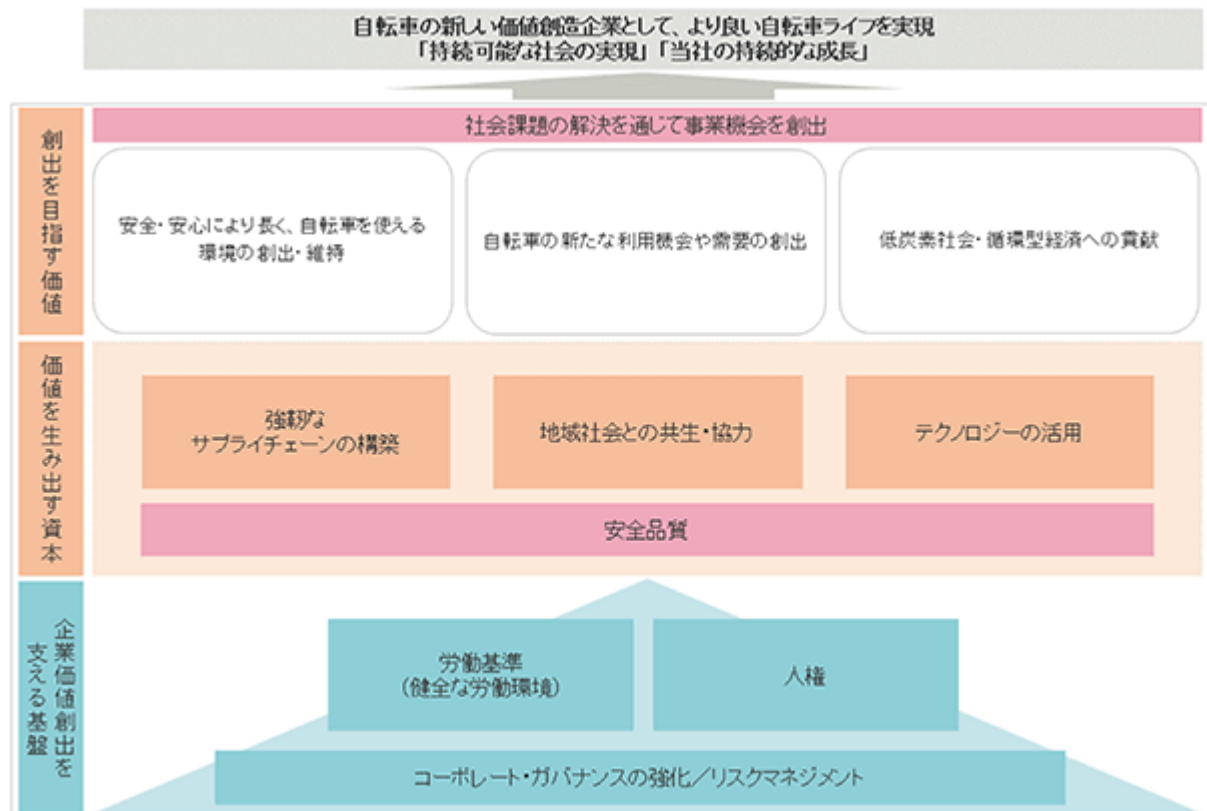 自転車の新しい価値創造企業として、より良い自転車ライフを実現
「持続可能な社会の実現」「当社の持続的な成長」
創出を目指す価値
社会課題の解決を通じて事業機会を創出
安全・安心により長く、自転車を使える
環境の創出・維持
自転車の新たな利用機会や需要の創出
低炭素社会・循環型経済への貢献
価値を生み出す資本
強靭な
サプライチェーンの構築
地域社会との共生・協力
テクノロジーの活用
安全品質
企業価値創出を
支える基盤
労働基準
(健全な労働環境)
人権
コーポレート・ガバナンスの強化/リスクマネジメント